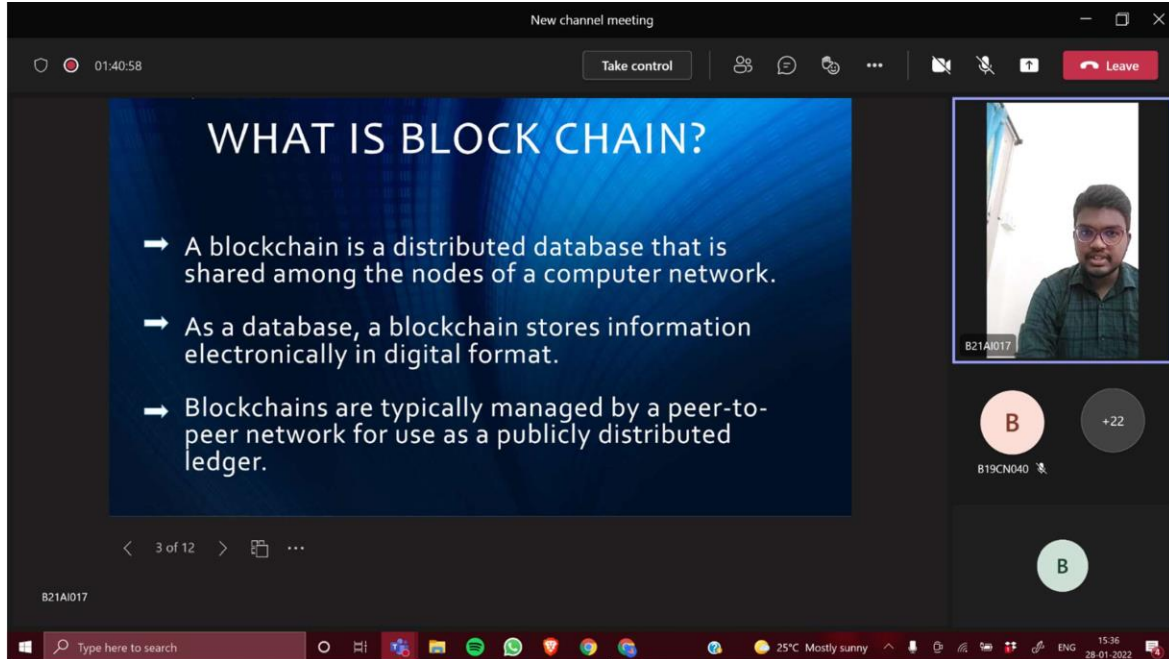 New channel meeting
01:40:58
Take control
Leave
WHAT IS BLOCK CHAIN?
A blockchain is a distributed database that is
shared among the nodes of a computer network.
As a database, a blockchain stores information
electronically in digital format.
Blockchains are typically managed by a peer-to-
peer network for use as a publicly distributed
ledger.
B21AI017
B
+22
B19CN040
B
3 of 12
B21AI017
Type here to search
25°C Mostly sunny
ENG
15:36
28-01-2022